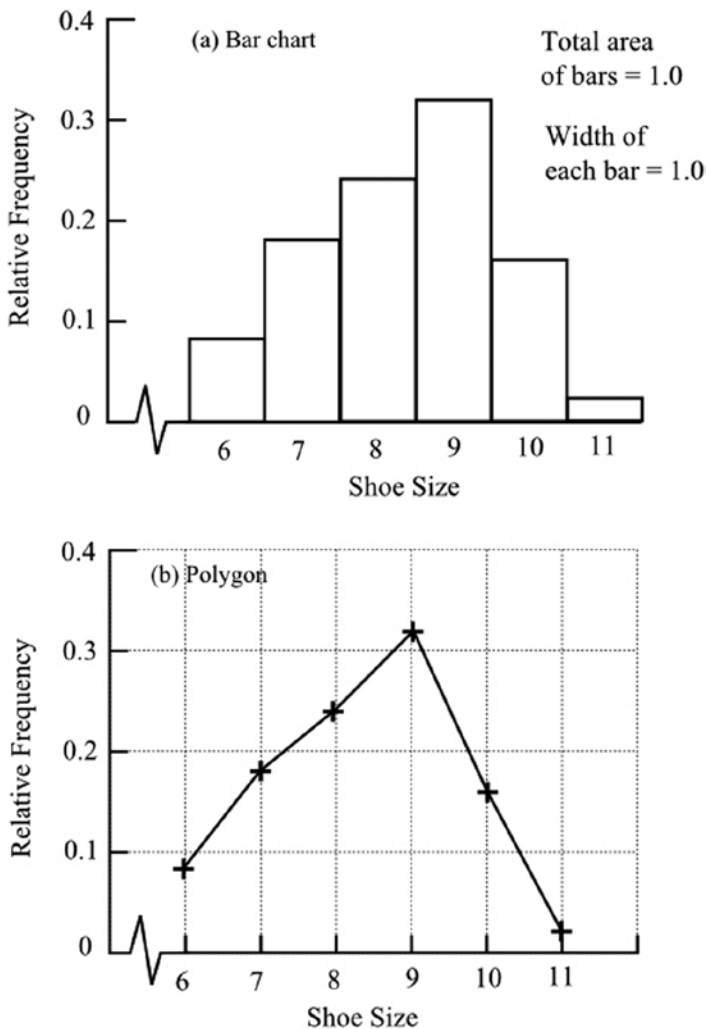 0.4
(a) Bar chart
Total area
of bars = 1.0
0.3
Width of
each bar = 1.0
0.2
0.1
0
Relative Frequency
6 7 8 9 10 11
Shoe Size
0.4
(b) Polygon
0.3
0.2
0.1
0
Relative Frequency
6 7 8 9 10 11
Shoe Size